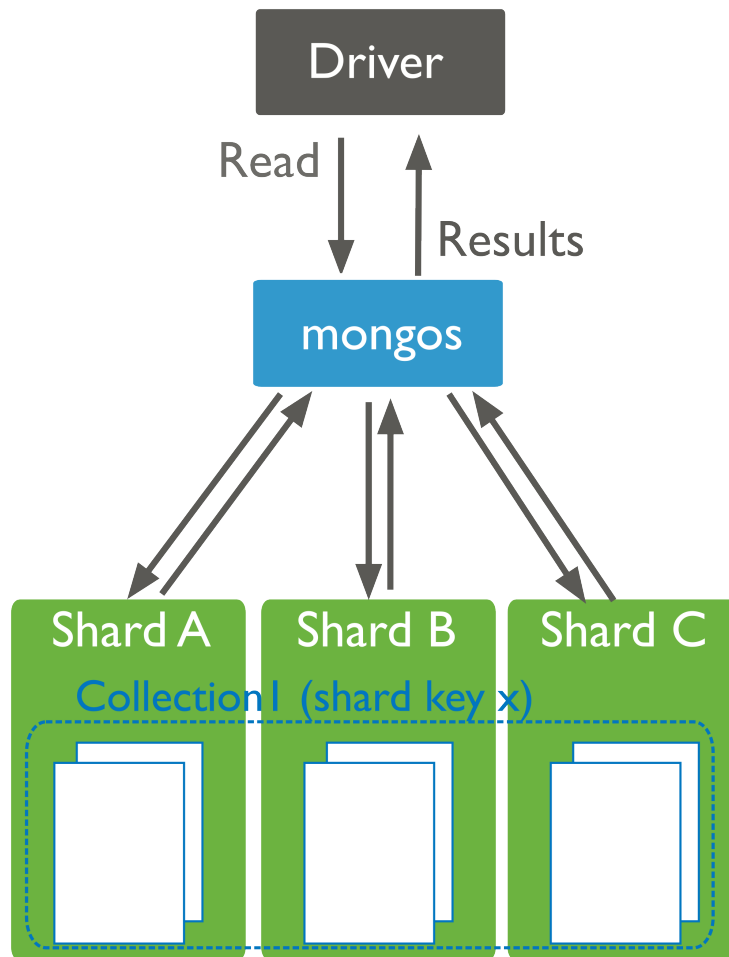 Driver
Read
Results
mongos
Shard A
Shard B
Shard C
Collection1 (shard key x)